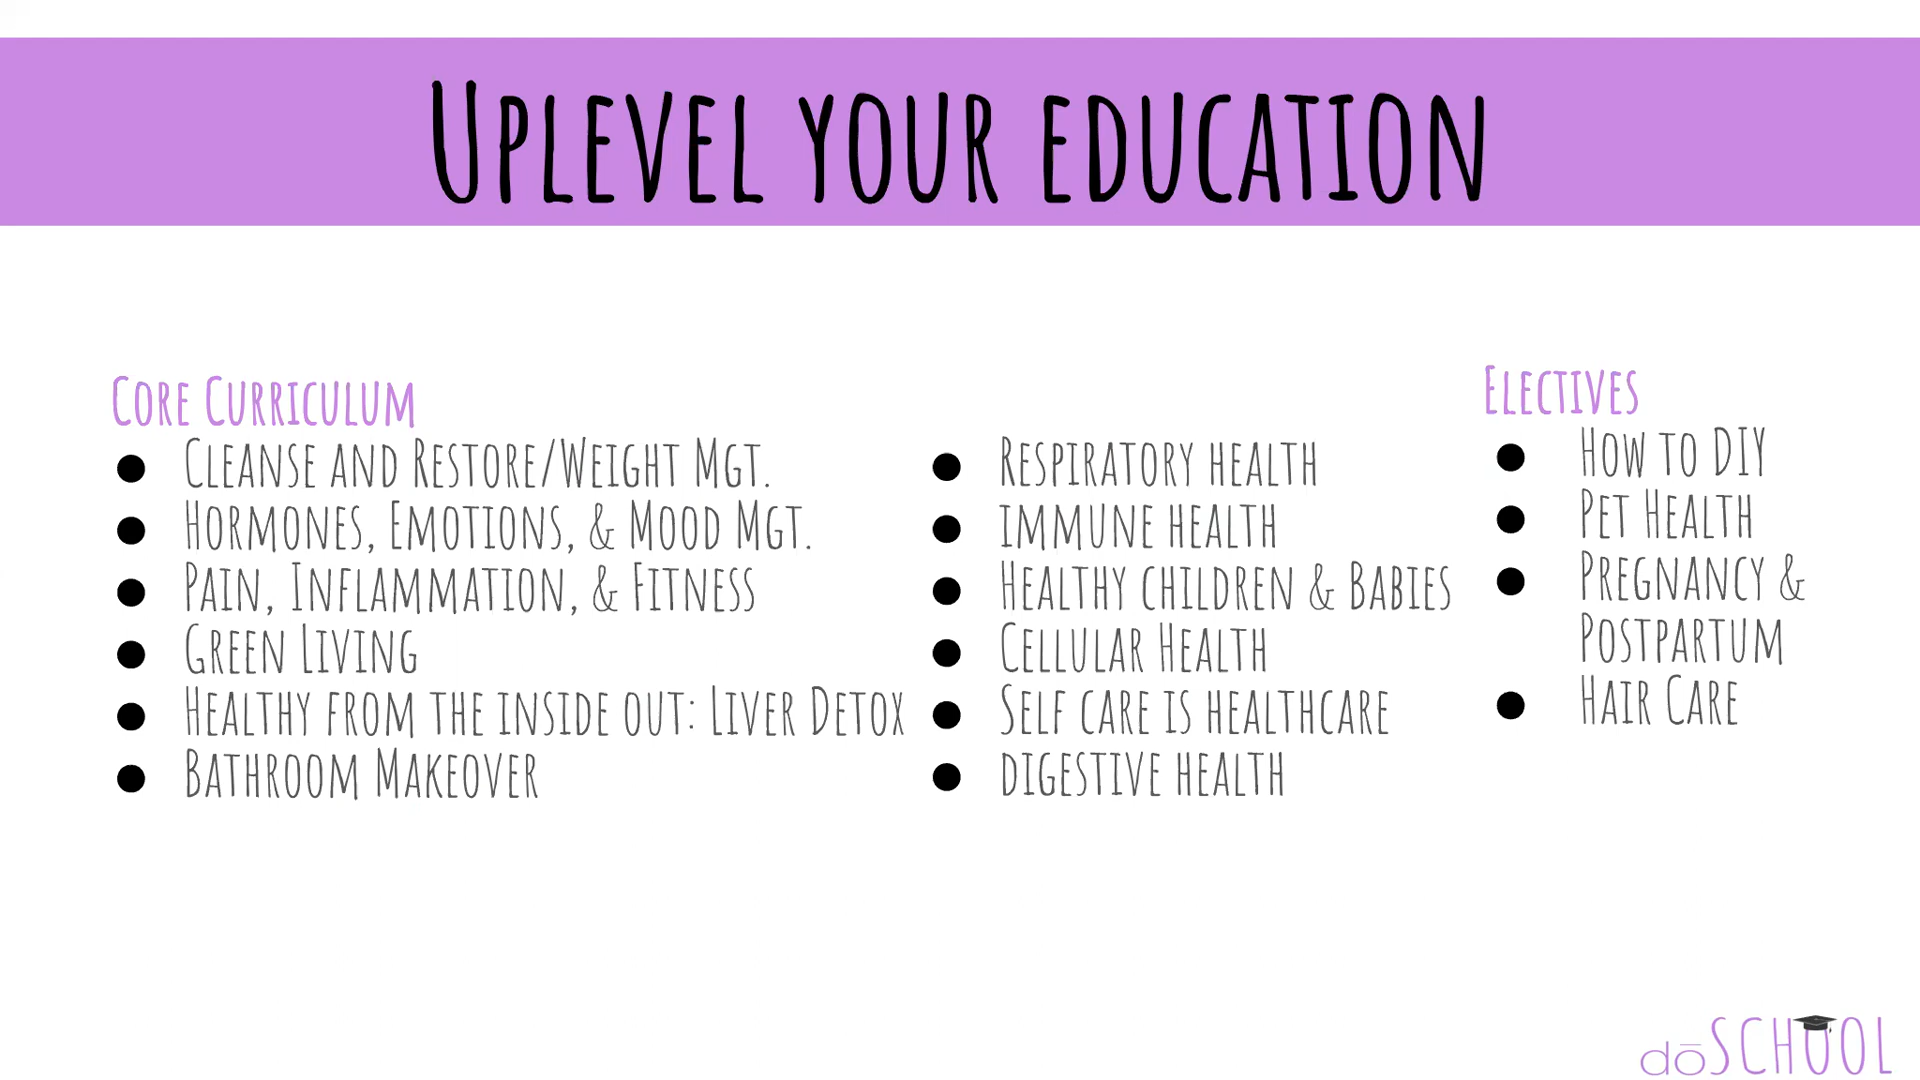 Uplevel your education
Core Curriculum
● Cleanse and Restore/Weight Mgt.
● Hormones, Emotions, & Mood Mgt.
● Pain, Inflammation, & Fitness
● Green Living
● Healthy from the inside out: Liver Detox
● Bathroom Makeover
● Respiratory health
● immune health
● Healthy children & Babies
● Cellular Health
● Self care is healthcare
● digestive health
Electives
● How to DIY
● Pet Health
● Pregnancy &
Postpartum
● Hair Care
dōSCHOOL